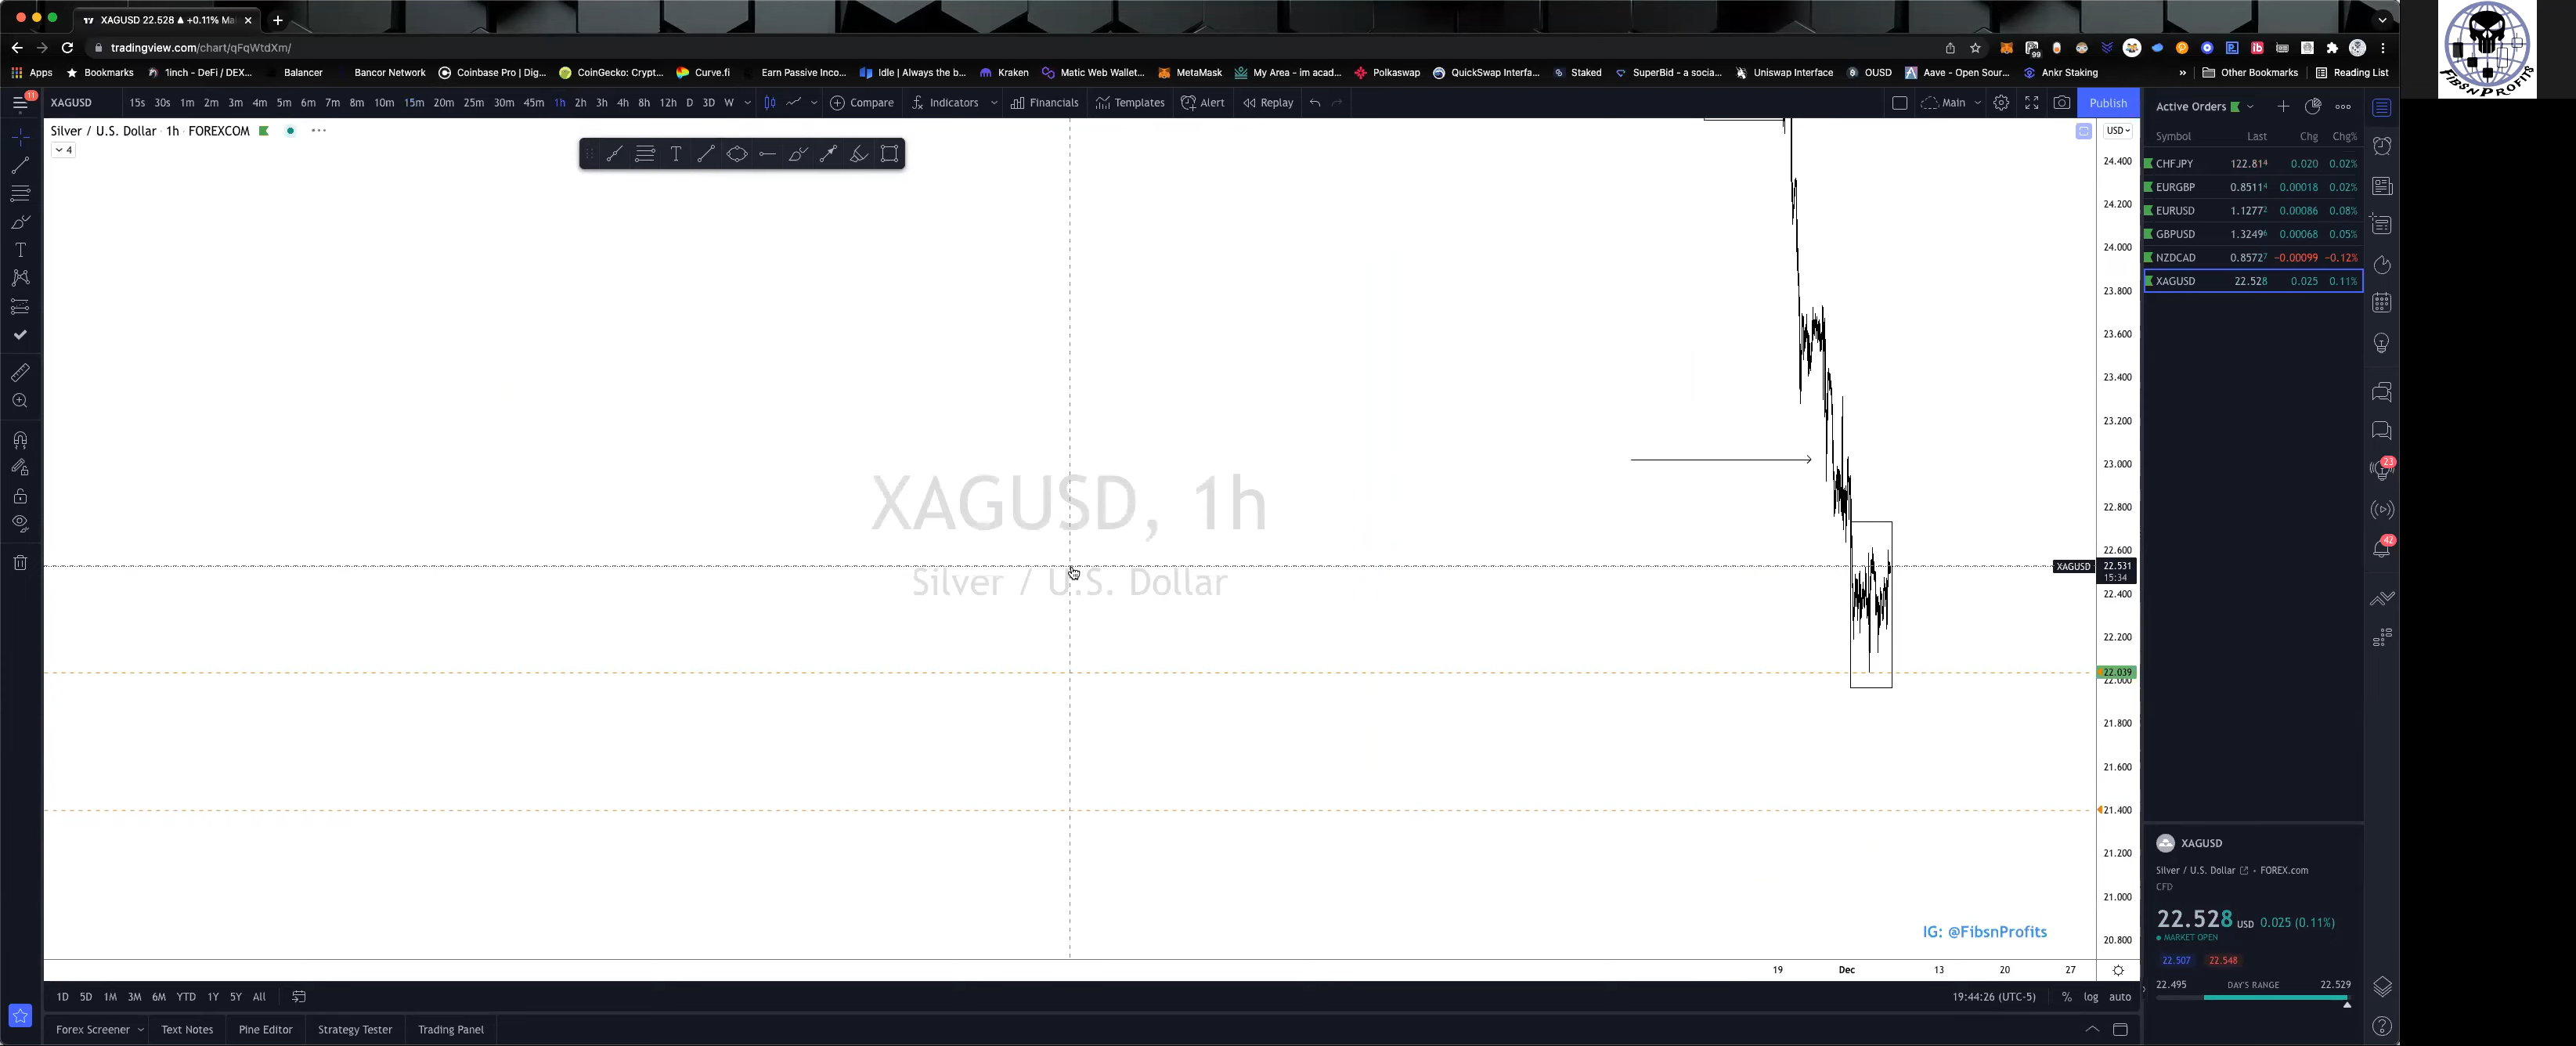 XAGUSD 22.528 ▲ +0.11% Mai
tradingview.com/chart/qFqWtdXm/
Apps Bookmarks 1inch - DeFi / DEX... Balancer Bancor Network Coinbase Pro | Dig... CoinGecko: Crypt... Curve.fi Earn Passive Inco... Idle | Always the b... Kraken Matic Web Wallet... MetaMask My Area - im acad... Polkaswap QuickSwap Interfa... Staked SuperBid - a socia... Uniswap Interface OUSD Aave - Open Sour... Ankr Staking » Other Bookmarks Reading List
FIBSNPROFITS
11
XAGUSD 15s 30s 1m 2m 3m 4m 5m 6m 7m 8m 10m 15m 20m 25m 30m 45m 1h 2h 3h 4h 8h 12h D 3D W Compare Indicators Financials Templates Alert Replay Main Publish
Silver / U.S. Dollar · 1h · FOREXCOM
4
USD
24.400
24.200
24.000
23.800
23.600
23.400
23.200
23.000
22.800
22.600
XAGUSD 22.531
15:34
22.400
22.200
22.039
22.000
21.800
21.600
21.400
21.200
21.000
20.800
XAGUSD, 1h
Silver / U.S. Dollar
IG: @FibsnProfits
19 Dec 13 20 27
1D 5D 1M 3M 6M YTD 1Y 5Y All
19:44:26 (UTC-5) % log auto
Forex Screener Text Notes Pine Editor Strategy Tester Trading Panel
Active Orders
Symbol Last Chg Chg%
CHFJPY 122.814 0.020 0.02%
EURGBP 0.85114 0.00018 0.02%
EURUSD 1.12772 0.00086 0.08%
GBPUSD 1.32496 0.00068 0.05%
NZDCAD 0.85727 −0.00099 −0.12%
XAGUSD 22.528 0.025 0.11%
23
42
XAGUSD
Silver / U.S. Dollar • FOREX.com
CFD
22.528 USD 0.025 (0.11%)
MARKET OPEN
22.507 22.548
22.495 DAY'S RANGE 22.529